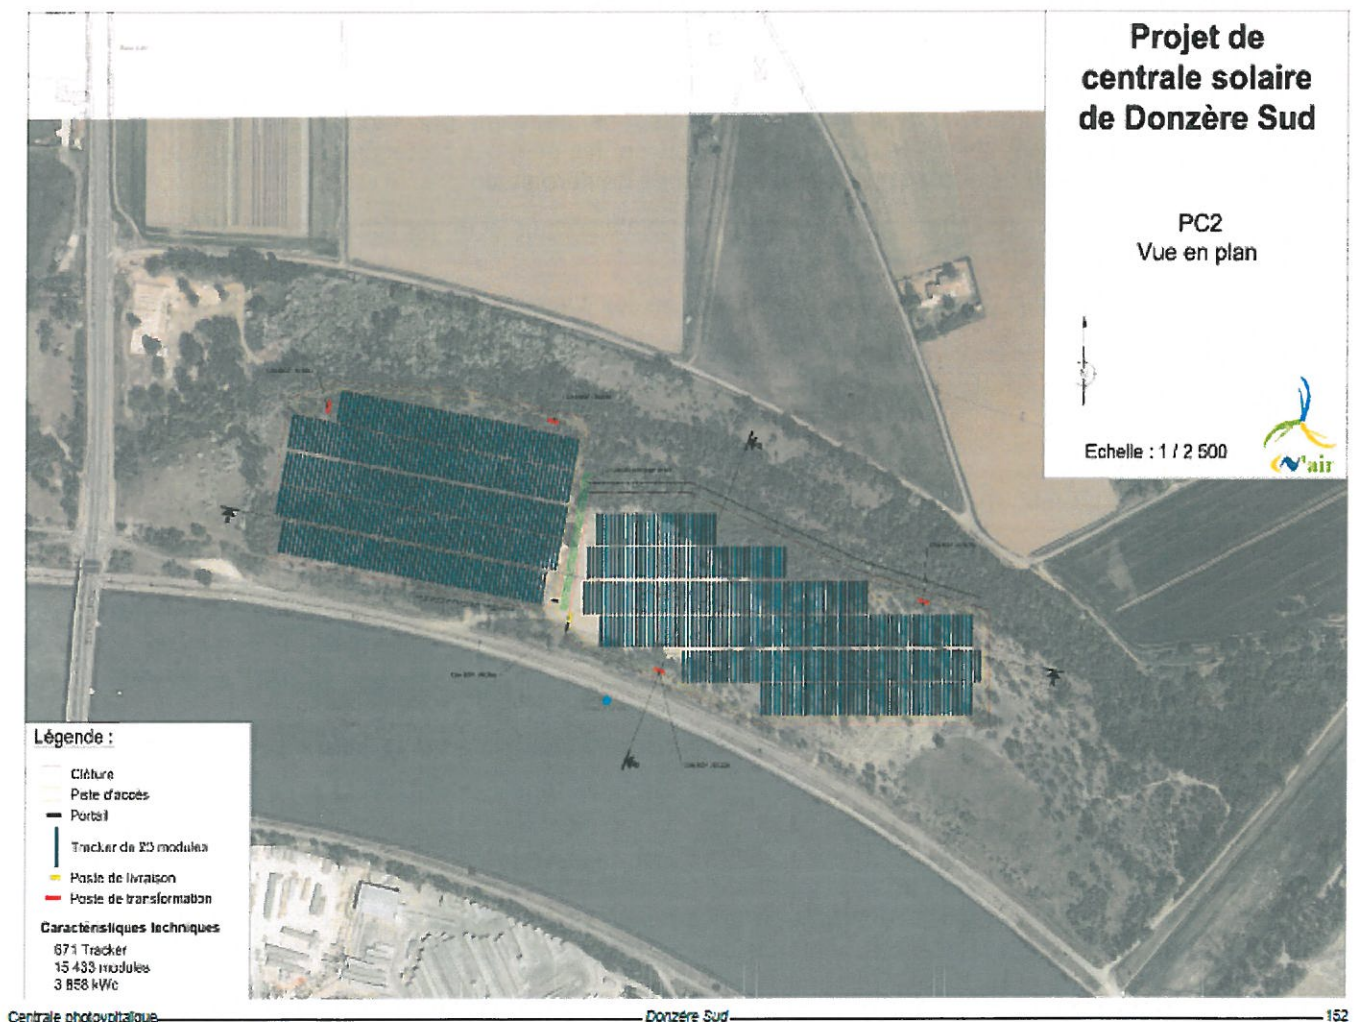 Projet de
centrale solaire
de Donzère Sud
PC2
Vue en plan
Echelle : 1 / 2 500
N'air
Légende :
Clôture
Piste d'accès
Portail
Tracker de 23 modules
Poste de livraison
Poste de transformation
Caractéristiques techniques
671 Tracker
15 433 modules
3 858 kWc
Centrale photovoltaïque
Donzère Sud
152